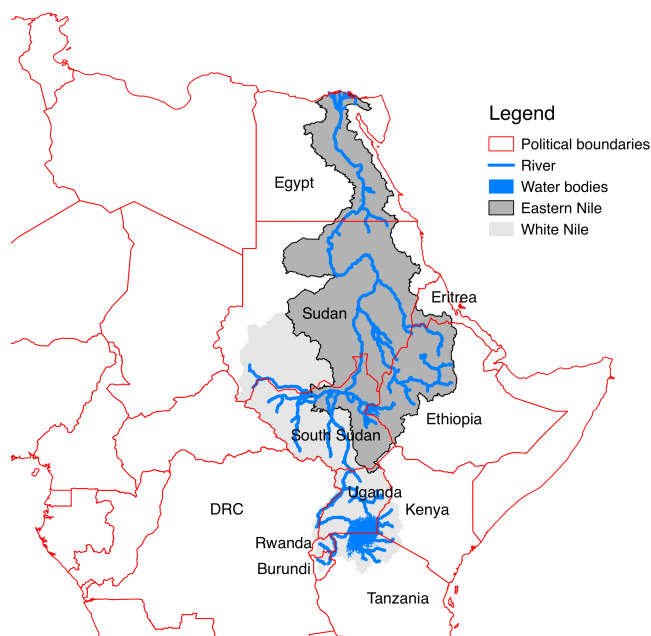 Legend
Political boundaries
River
Water bodies
Eastern Nile
White Nile
Egypt
Eritrea
Sudan
Ethiopia
South Sudan
Uganda
DRC
Kenya
Rwanda
Burundi
Tanzania